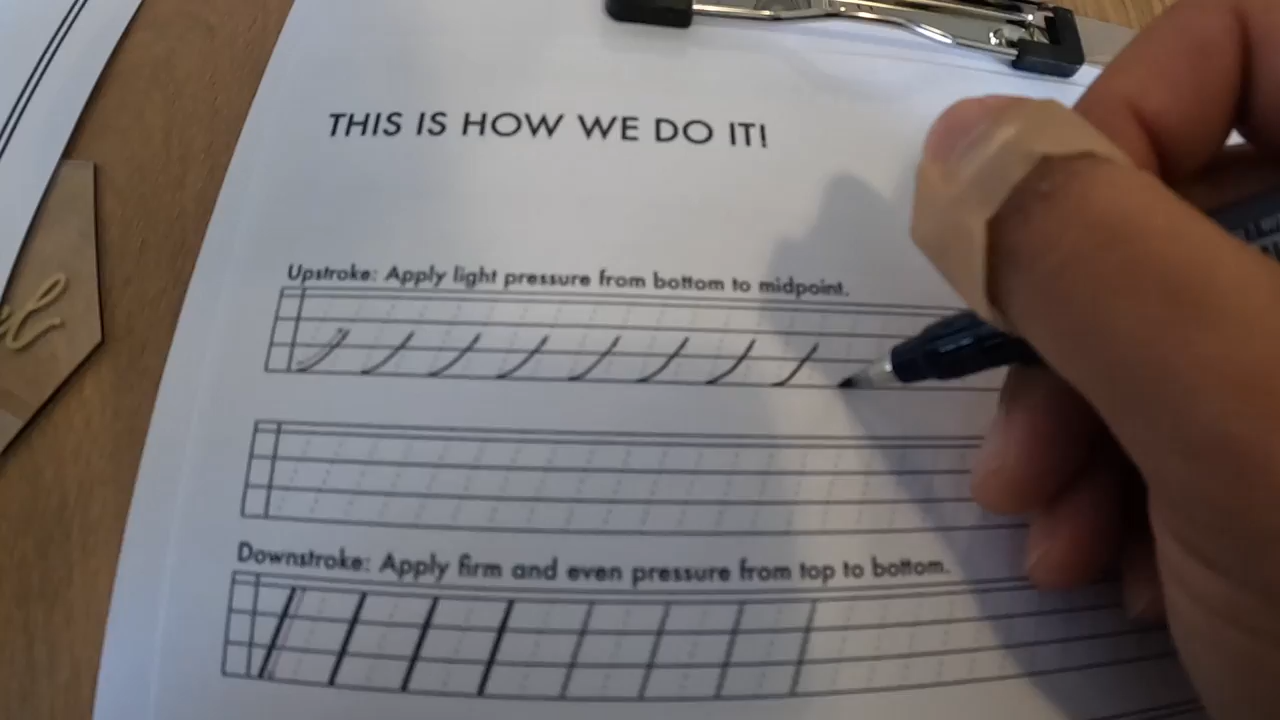 THIS IS HOW WE DO IT!
Upstroke: Apply light pressure from bottom to midpoint.
Downstroke: Apply firm and even pressure from top to bottom.